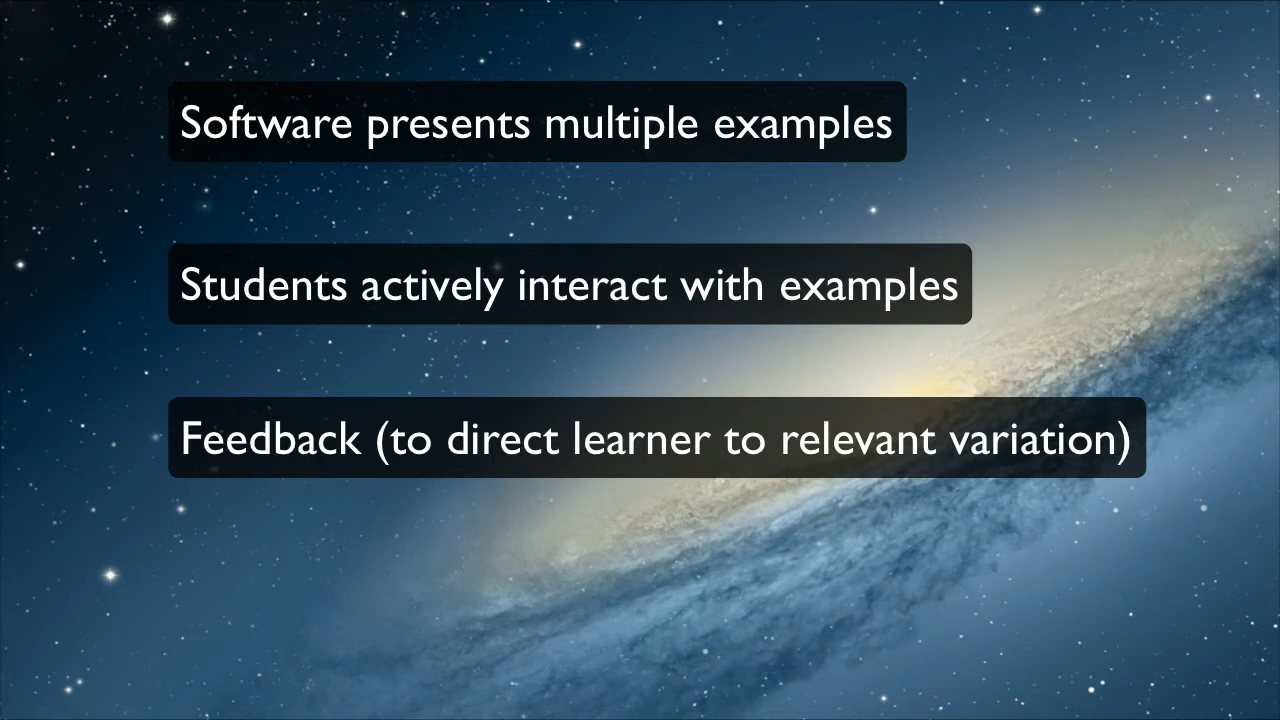 Software presents multiple examples
Students actively interact with examples
Feedback (to direct learner to relevant variation)